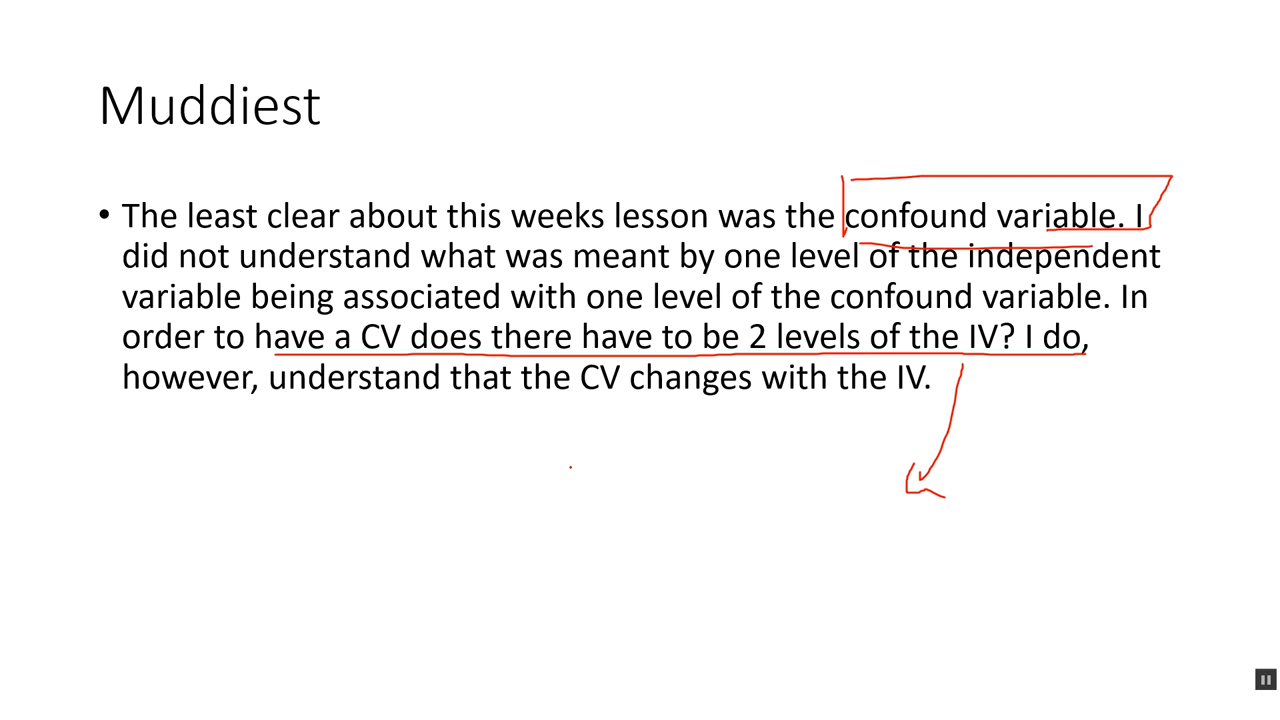 Muddiest
• The least clear about this weeks lesson was the confound variable. I
did not understand what was meant by one level of the independent
variable being associated with one level of the confound variable. In
order to have a CV does there have to be 2 levels of the IV? I do,
however, understand that the CV changes with the IV.